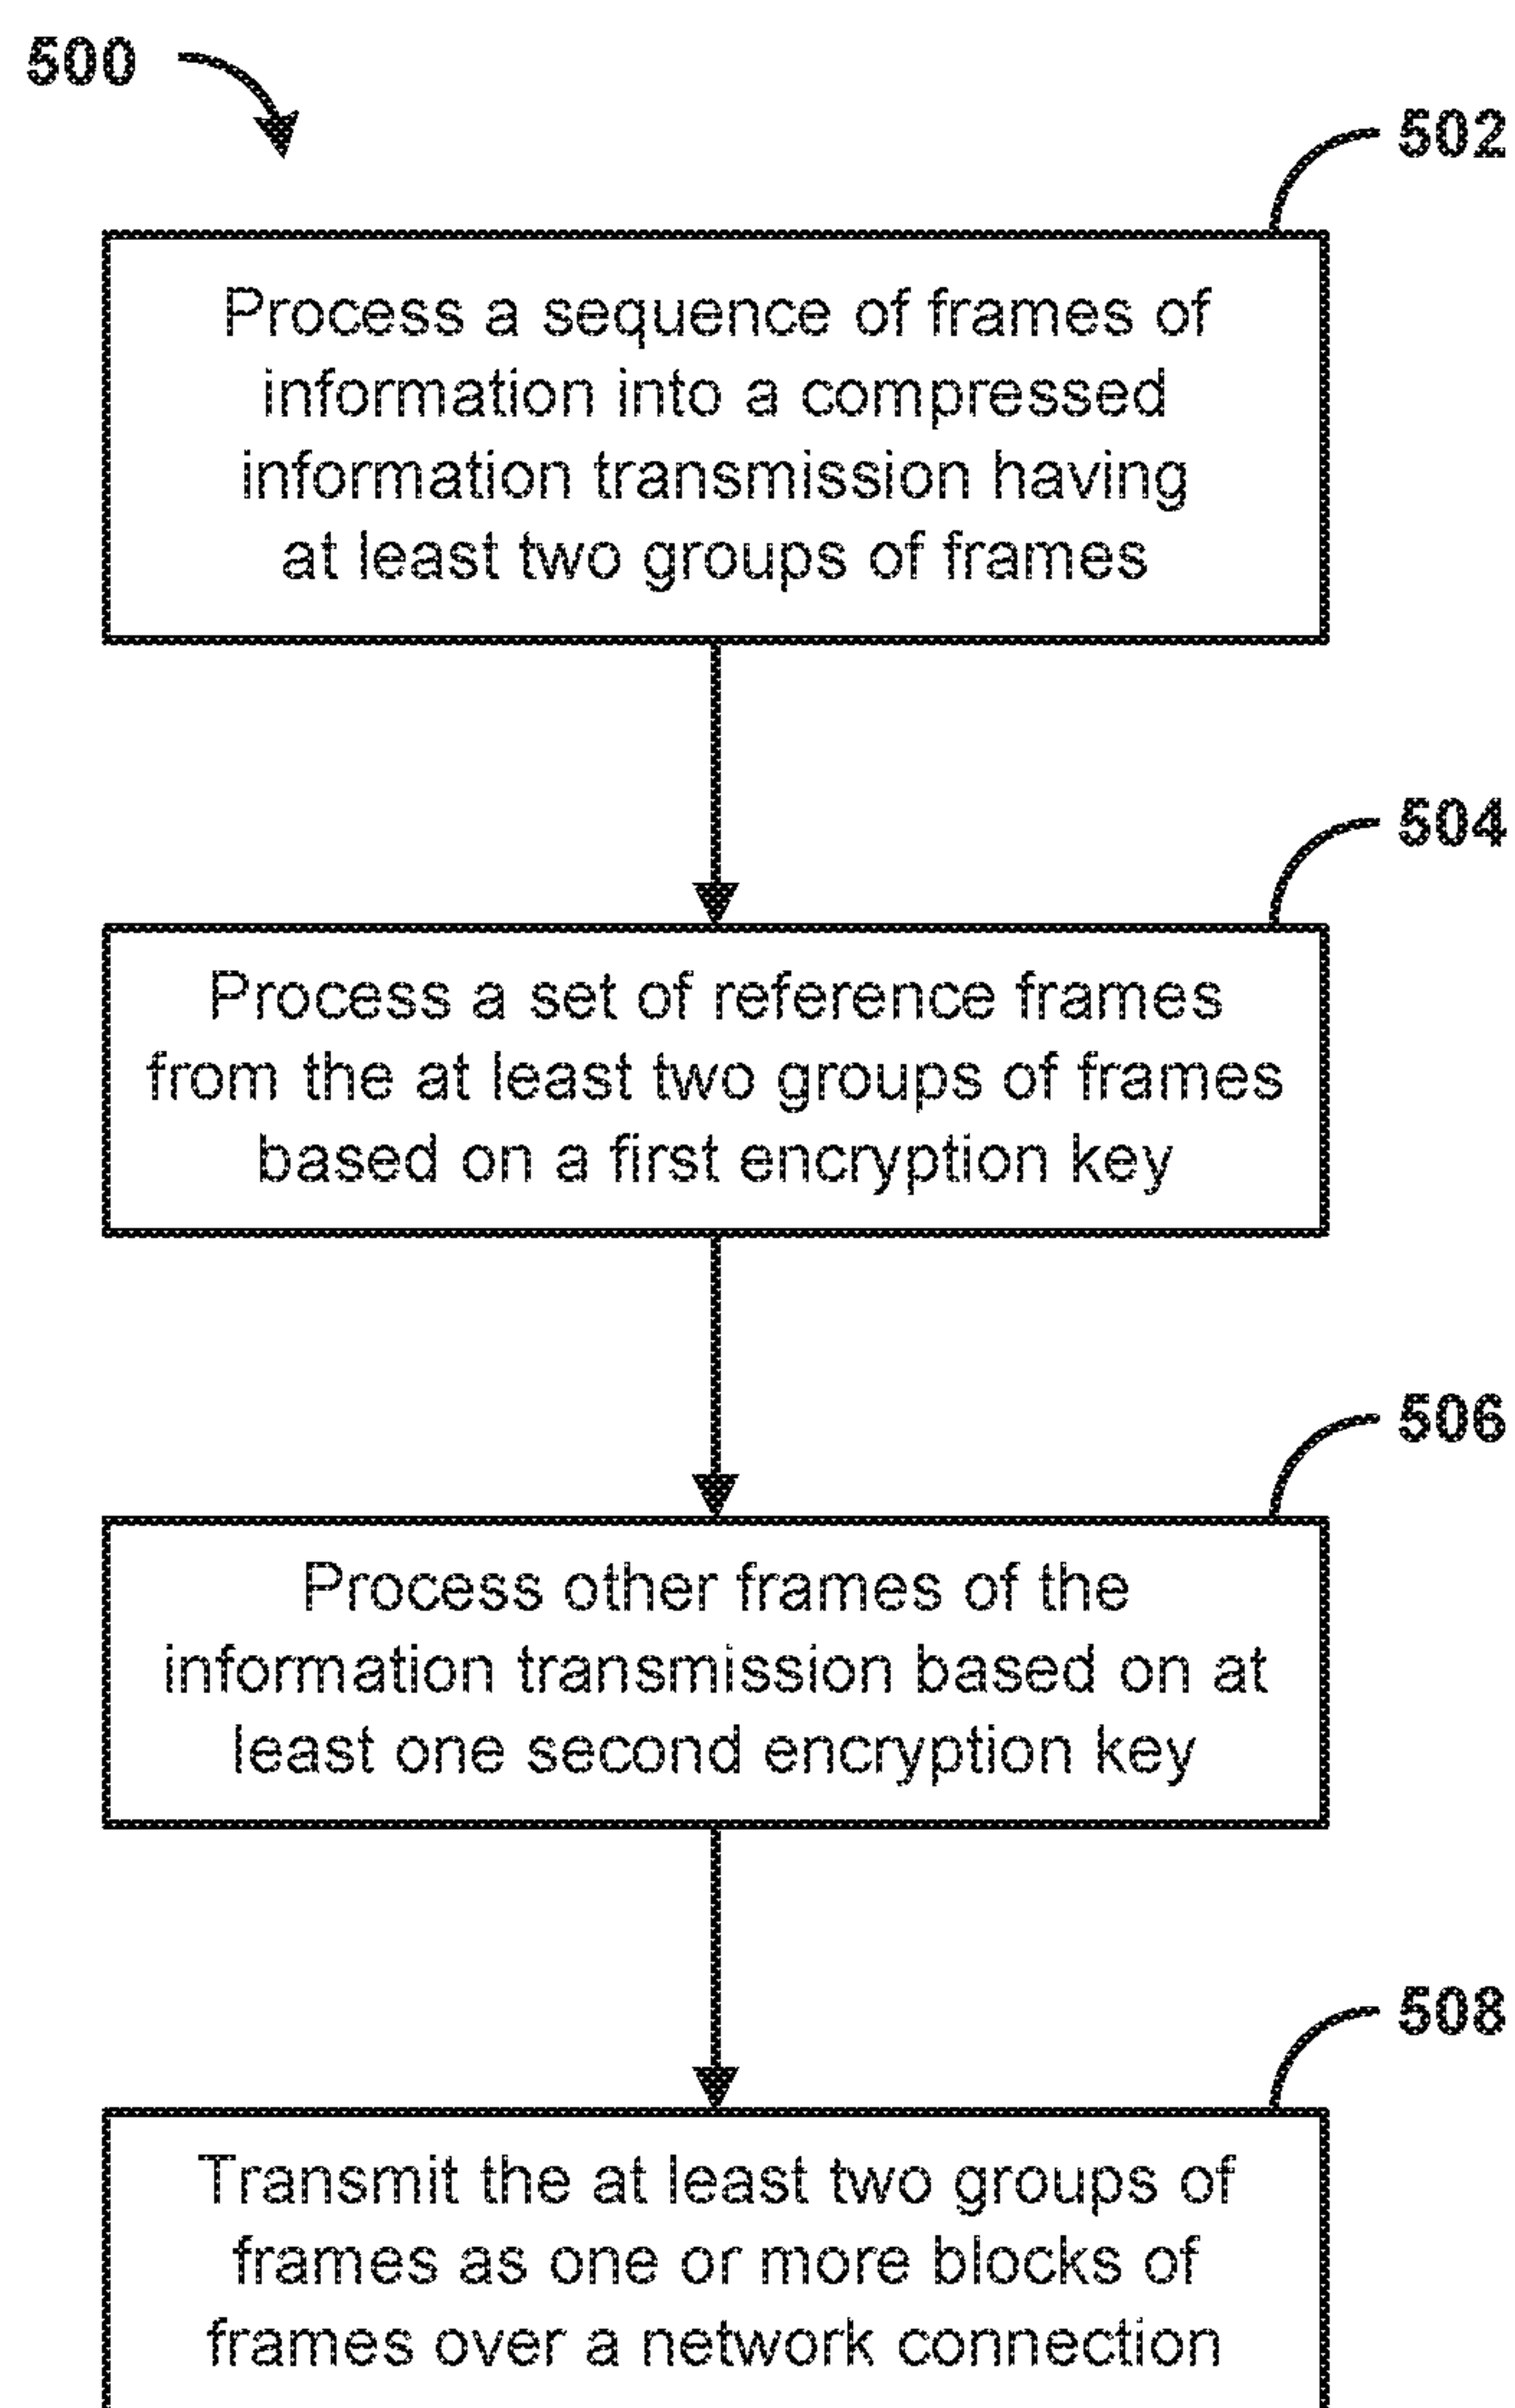 500
502
Process a sequence of frames of
information into a compressed
information transmission having
at least two groups of frames
504
Process a set of reference frames
from the at least two groups of frames
based on a first encryption key
506
Process other frames of the
information transmission based on at
least one second encryption key
508
Transmit the at least two groups of
frames as one or more blocks of
frames over a network connection